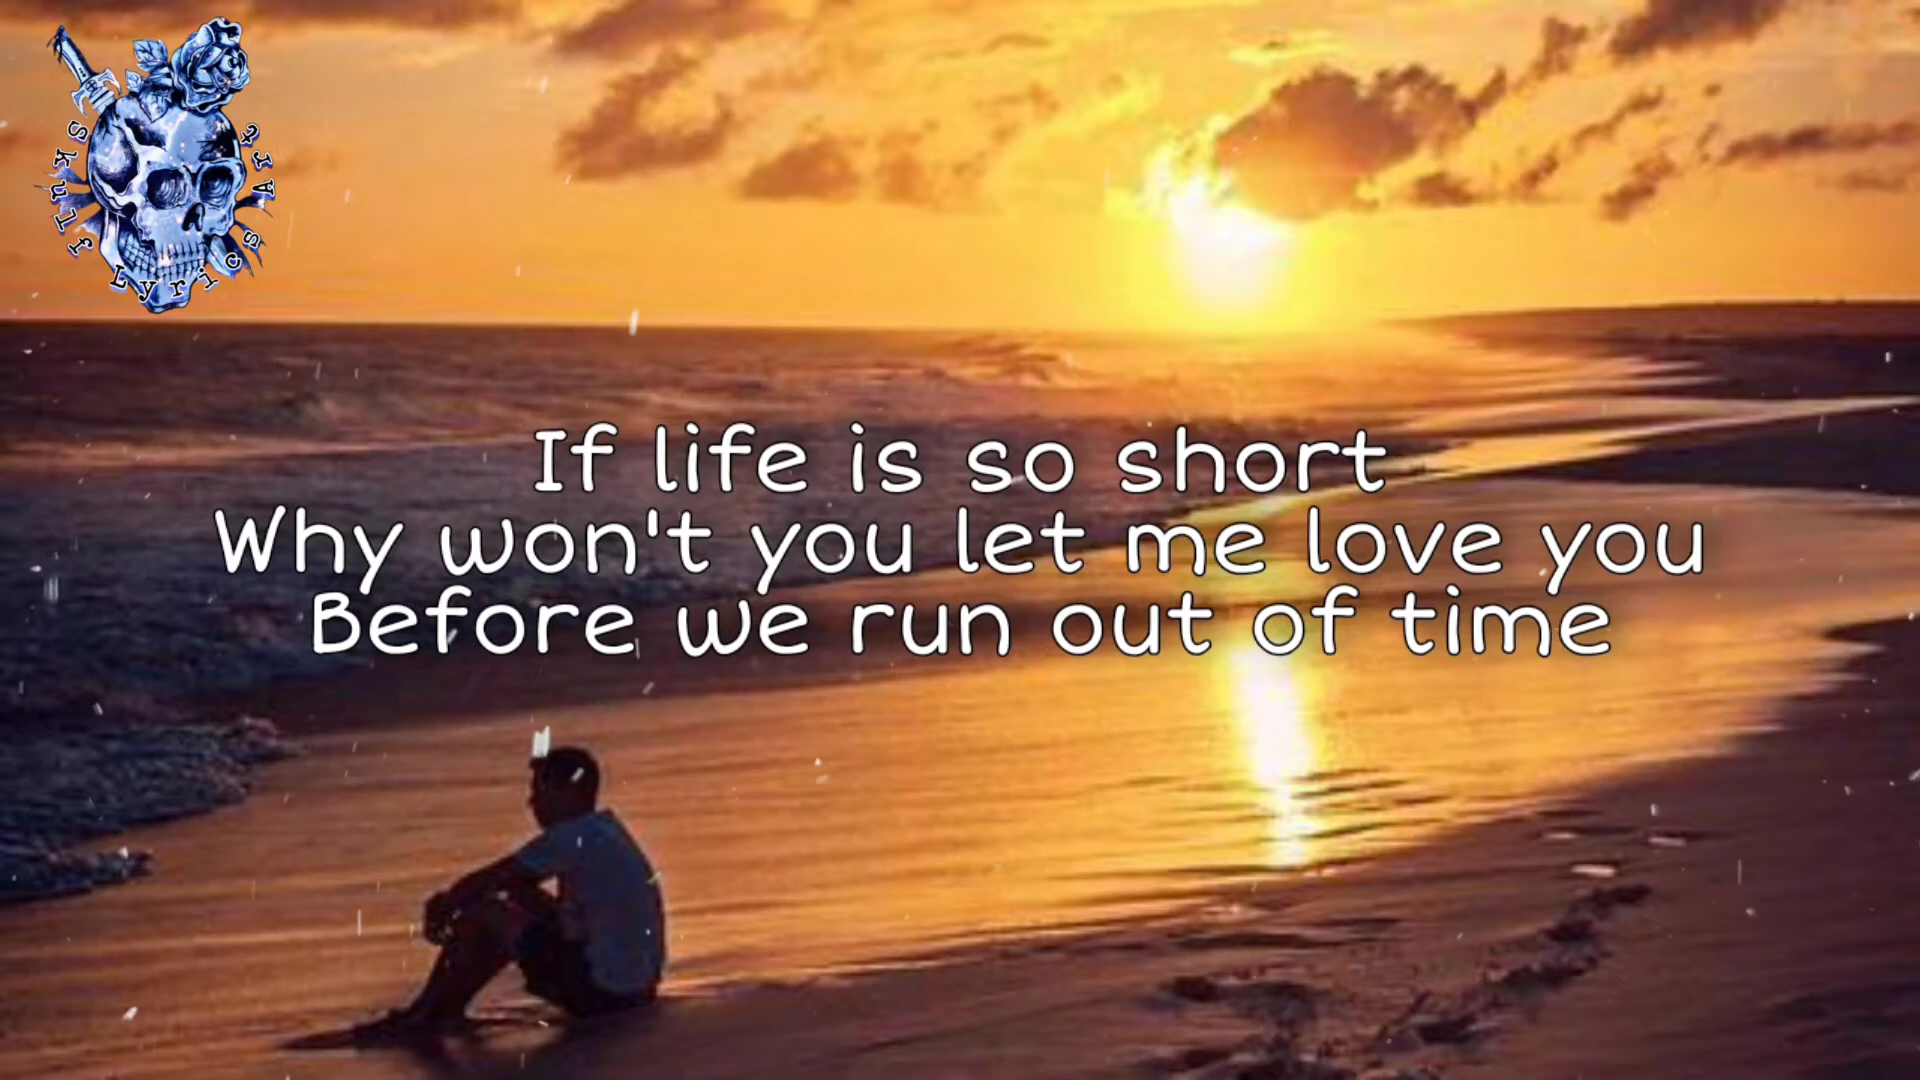 Skulf Lyrics Art
If life is so short
Why won't you let me love you
Before we run out of time